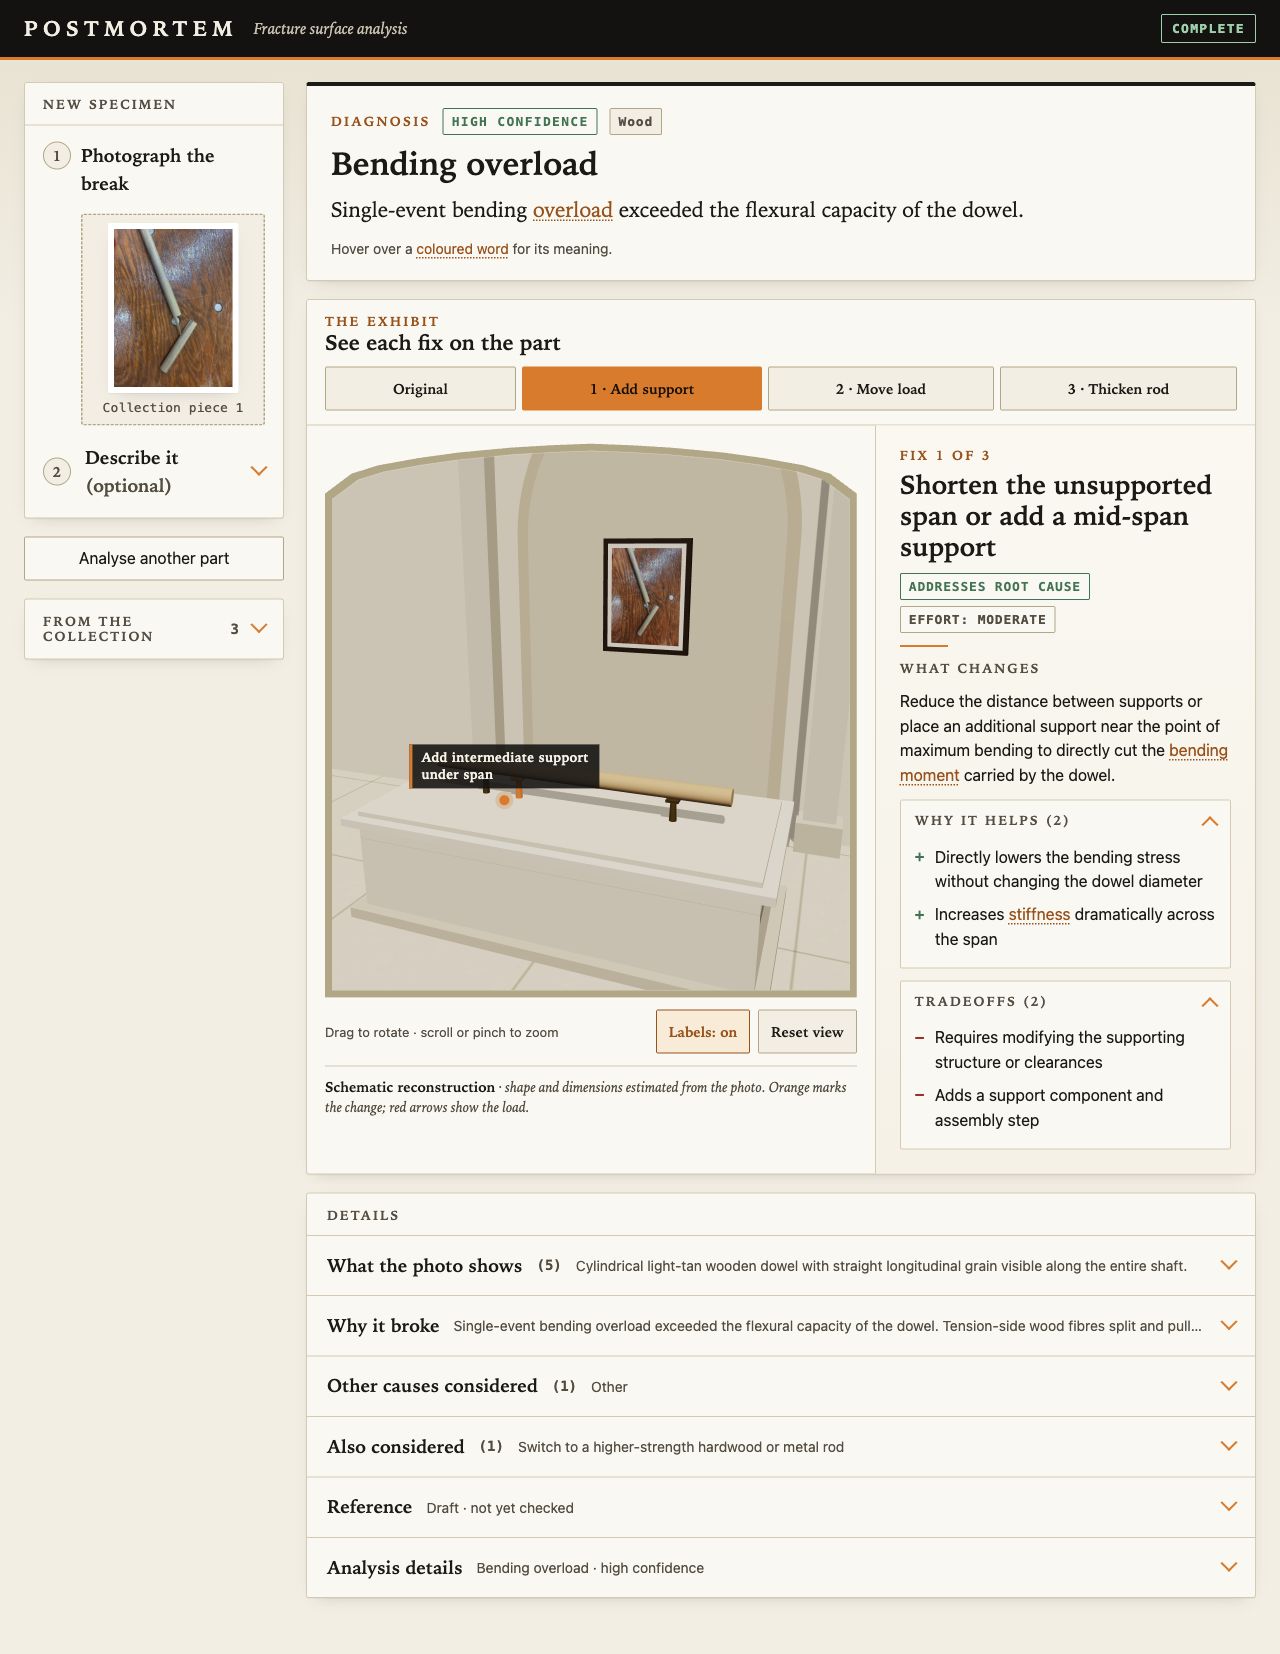 POSTMORTEM
Fracture surface analysis
COMPLETE
NEW SPECIMEN
1
Photograph the
break
Collection piece 1
2
Describe it
(optional)
Analyse another part
FROM THE
COLLECTION
3
DIAGNOSIS
HIGH CONFIDENCE
Wood
Bending overload
Single-event bending overload exceeded the flexural capacity of the dowel.
Hover over a coloured word for its meaning.
THE EXHIBIT
See each fix on the part
Original
1 · Add support
2 · Move load
3 · Thicken rod
Add intermediate support
under span
Drag to rotate · scroll or pinch to zoom
Labels: on
Reset view
Schematic reconstruction · shape and dimensions estimated from the photo. Orange marks
the change; red arrows show the load.
FIX 1 OF 3
Shorten the unsupported
span or add a mid-span
support
ADDRESSES ROOT CAUSE
EFFORT: MODERATE
WHAT CHANGES
Reduce the distance between supports or
place an additional support near the point of
maximum bending to directly cut the bending
moment carried by the dowel.
WHY IT HELPS (2)
+ Directly lowers the bending stress
without changing the dowel diameter
+ Increases stiffness dramatically across
the span
TRADEOFFS (2)
– Requires modifying the supporting
structure or clearances
– Adds a support component and
assembly step
DETAILS
What the photo shows (5) Cylindrical light-tan wooden dowel with straight longitudinal grain visible along the entire shaft.
Why it broke Single-event bending overload exceeded the flexural capacity of the dowel. Tension-side wood fibres split and pull...
Other causes considered (1) Other
Also considered (1) Switch to a higher-strength hardwood or metal rod
Reference Draft · not yet checked
Analysis details Bending overload · high confidence